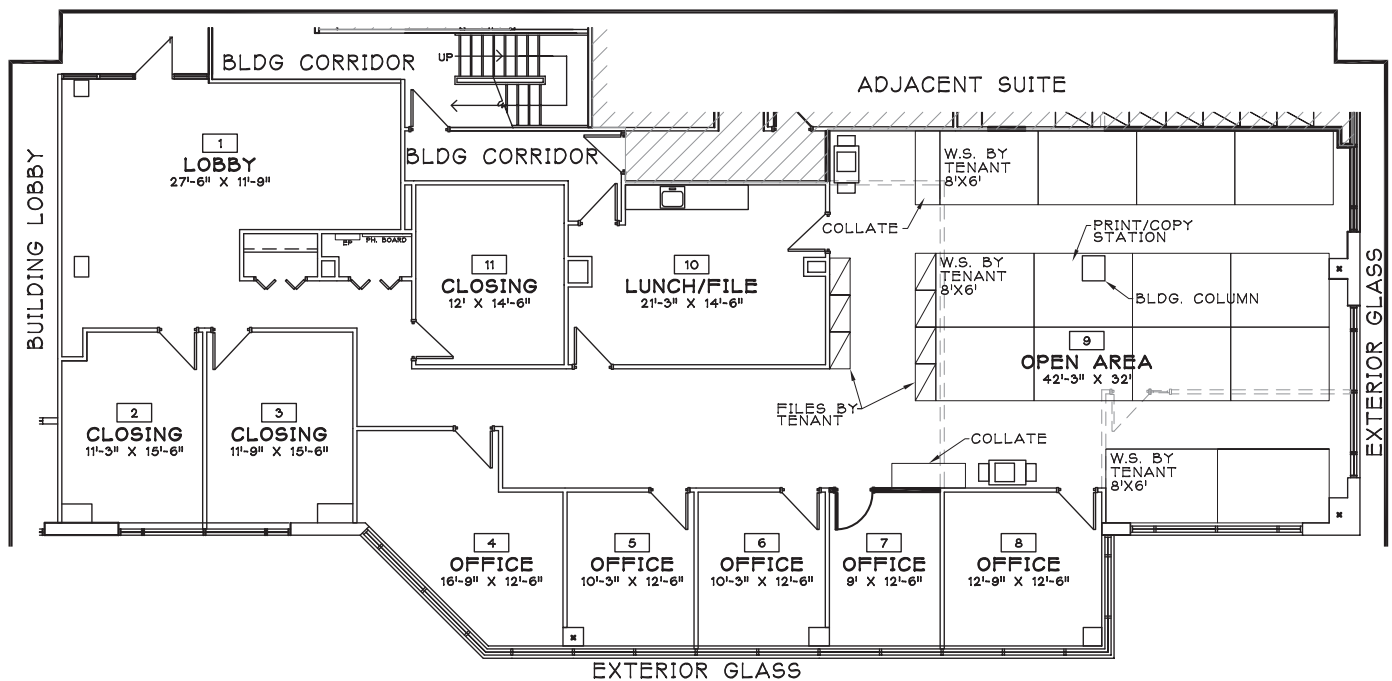 BLDG CORRIDOR
UP
ADJACENT SUITE
BUILDING LOBBY
1
LOBBY
27'-6" X 11'-9"
BLDG CORRIDOR
W.S. BY
TENANT
8'X6'
COLLATE
PRINT/COPY
STATION
EP
PH. BOARD
11
CLOSING
12' X 14'-6"
10
LUNCH/FILE
21'-3" X 14'-6"
W.S. BY
TENANT
8'X6'
BLDG. COLUMN
EXTERIOR GLASS
9
OPEN AREA
42'-3" X 32'
2
CLOSING
11'-3" X 15'-6"
3
CLOSING
11'-9" X 15'-6"
FILES BY
TENANT
COLLATE
W.S. BY
TENANT
8'X6'
4
OFFICE
16'-9" X 12'-6"
5
OFFICE
10'-3" X 12'-6"
6
OFFICE
10'-3" X 12'-6"
7
OFFICE
9' X 12'-6"
8
OFFICE
12'-9" X 12'-6"
EXTERIOR GLASS